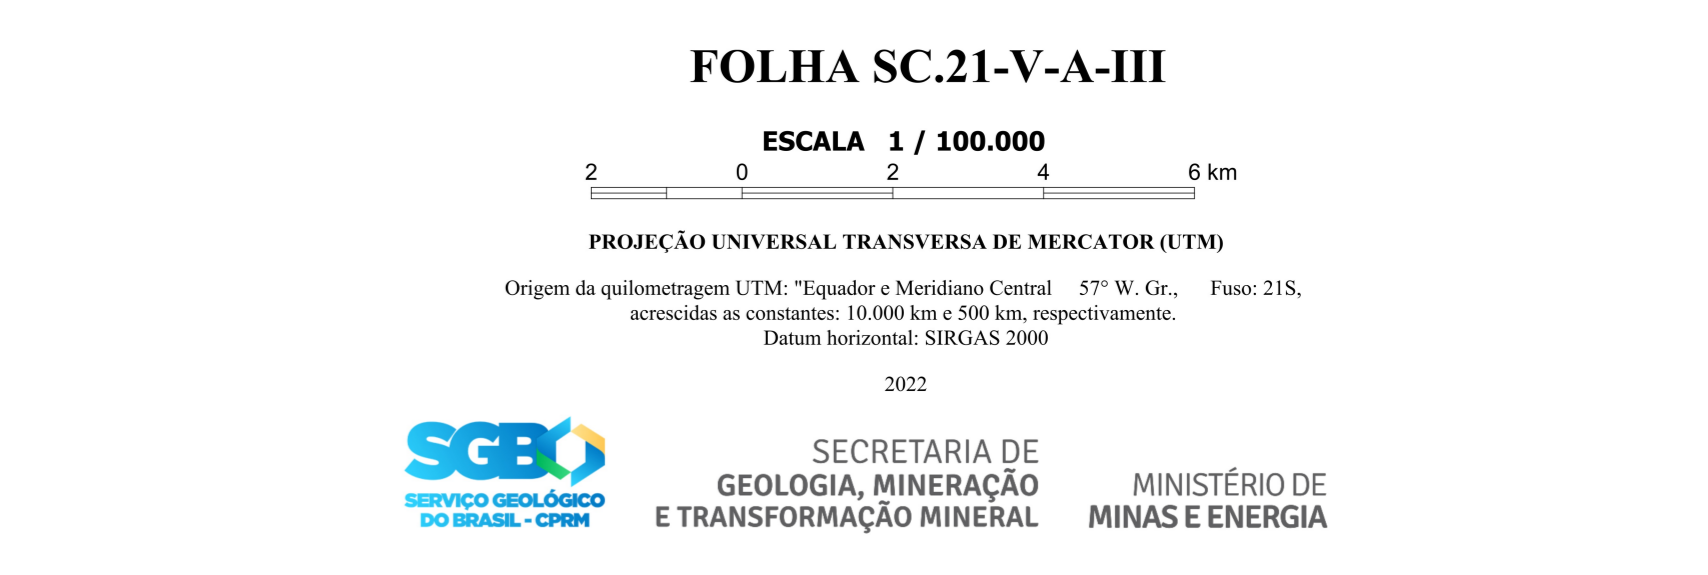 FOLHA SC.21-V-A-III
ESCALA 1 / 100.000
2 0 2 4 6 km
PROJEÇÃO UNIVERSAL TRANSVERSA DE MERCATOR (UTM)
Origem da quilometragem UTM: "Equador e Meridiano Central 57° W. Gr., Fuso: 21S,
acrescidas as constantes: 10.000 km e 500 km, respectivamente.
Datum horizontal: SIRGAS 2000
2022
SGB
SERVIÇO GEOLÓGICO
DO BRASIL - CPRM
SECRETARIA DE
GEOLOGIA, MINERAÇÃO
E TRANSFORMAÇÃO MINERAL
MINISTÉRIO DE
MINAS E ENERGIA